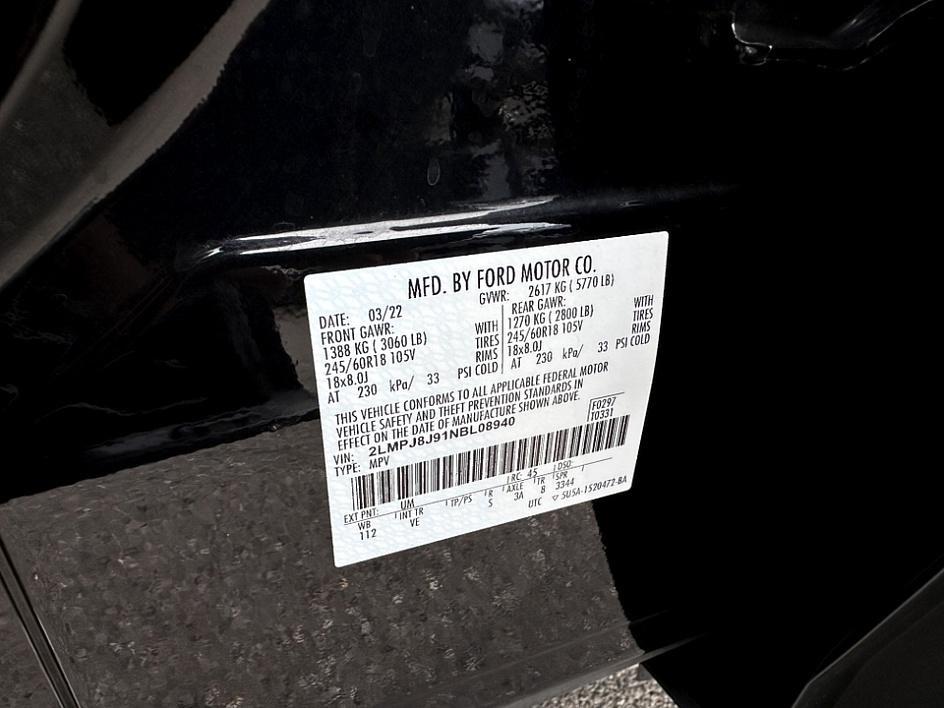 MFD. BY FORD MOTOR CO.
DATE: 03/22 GVWR: 2617 KG ( 5770 LB)
FRONT GAWR: REAR GAWR:
1388 KG ( 3060 LB) WITH 1270 KG ( 2800 LB) WITH
245/60R18 105V TIRES 245/60R18 105V TIRES
18x8.0J RIMS 18x8.0J RIMS
AT 230 kPa/ 33 PSI COLD AT 230 kPa/ 33 PSI COLD
THIS VEHICLE CONFORMS TO ALL APPLICABLE FEDERAL MOTOR
VEHICLE SAFETY AND THEFT PREVENTION STANDARDS IN
EFFECT ON THE DATE OF MANUFACTURE SHOWN ABOVE.
VIN: 2LMPJ8J91NBL08940 F0297
TYPE: MPV T0331
EXT PNT: UM RC: 45 DSO:
WB INT TR TP/PS R AXLE TR SPR
112 VE S 3A 8 3344
UTC ▽ 5U5A-1520472-BA